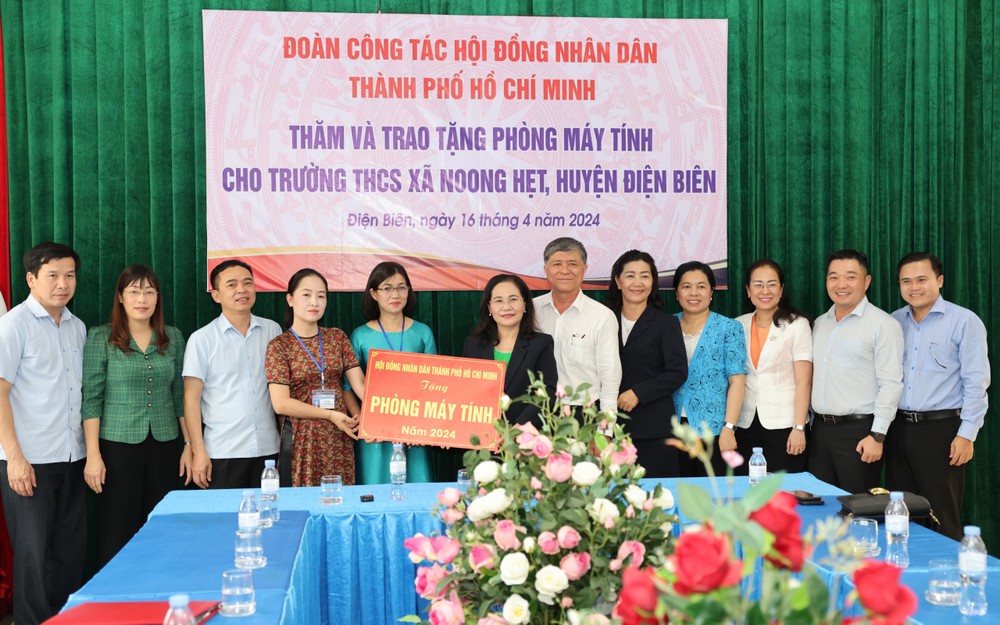 ĐOÀN CÔNG TÁC HỘI ĐỒNG NHÂN DÂN
THÀNH PHỐ HỒ CHÍ MINH
THĂM VÀ TRAO TẶNG PHÒNG MÁY TÍNH
CHO TRƯỜNG THCS XÃ NOONG HẸT, HUYỆN ĐIỆN BIÊN
Điện Biên, ngày 16 tháng 4 năm 2024
HỘI ĐỒNG NHÂN DÂN THÀNH PHỐ HỒ CHÍ MINH
Tặng
PHÒNG MÁY TÍNH
Năm 2024